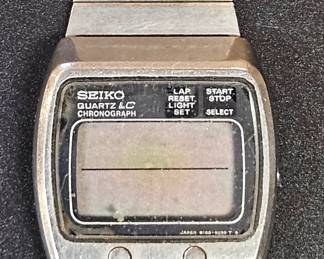 SEIKO
QUARTZ LC
CHRONOGRAPH
LAP
RESET
LIGHT
SET
START
STOP
SELECT
JAPAN